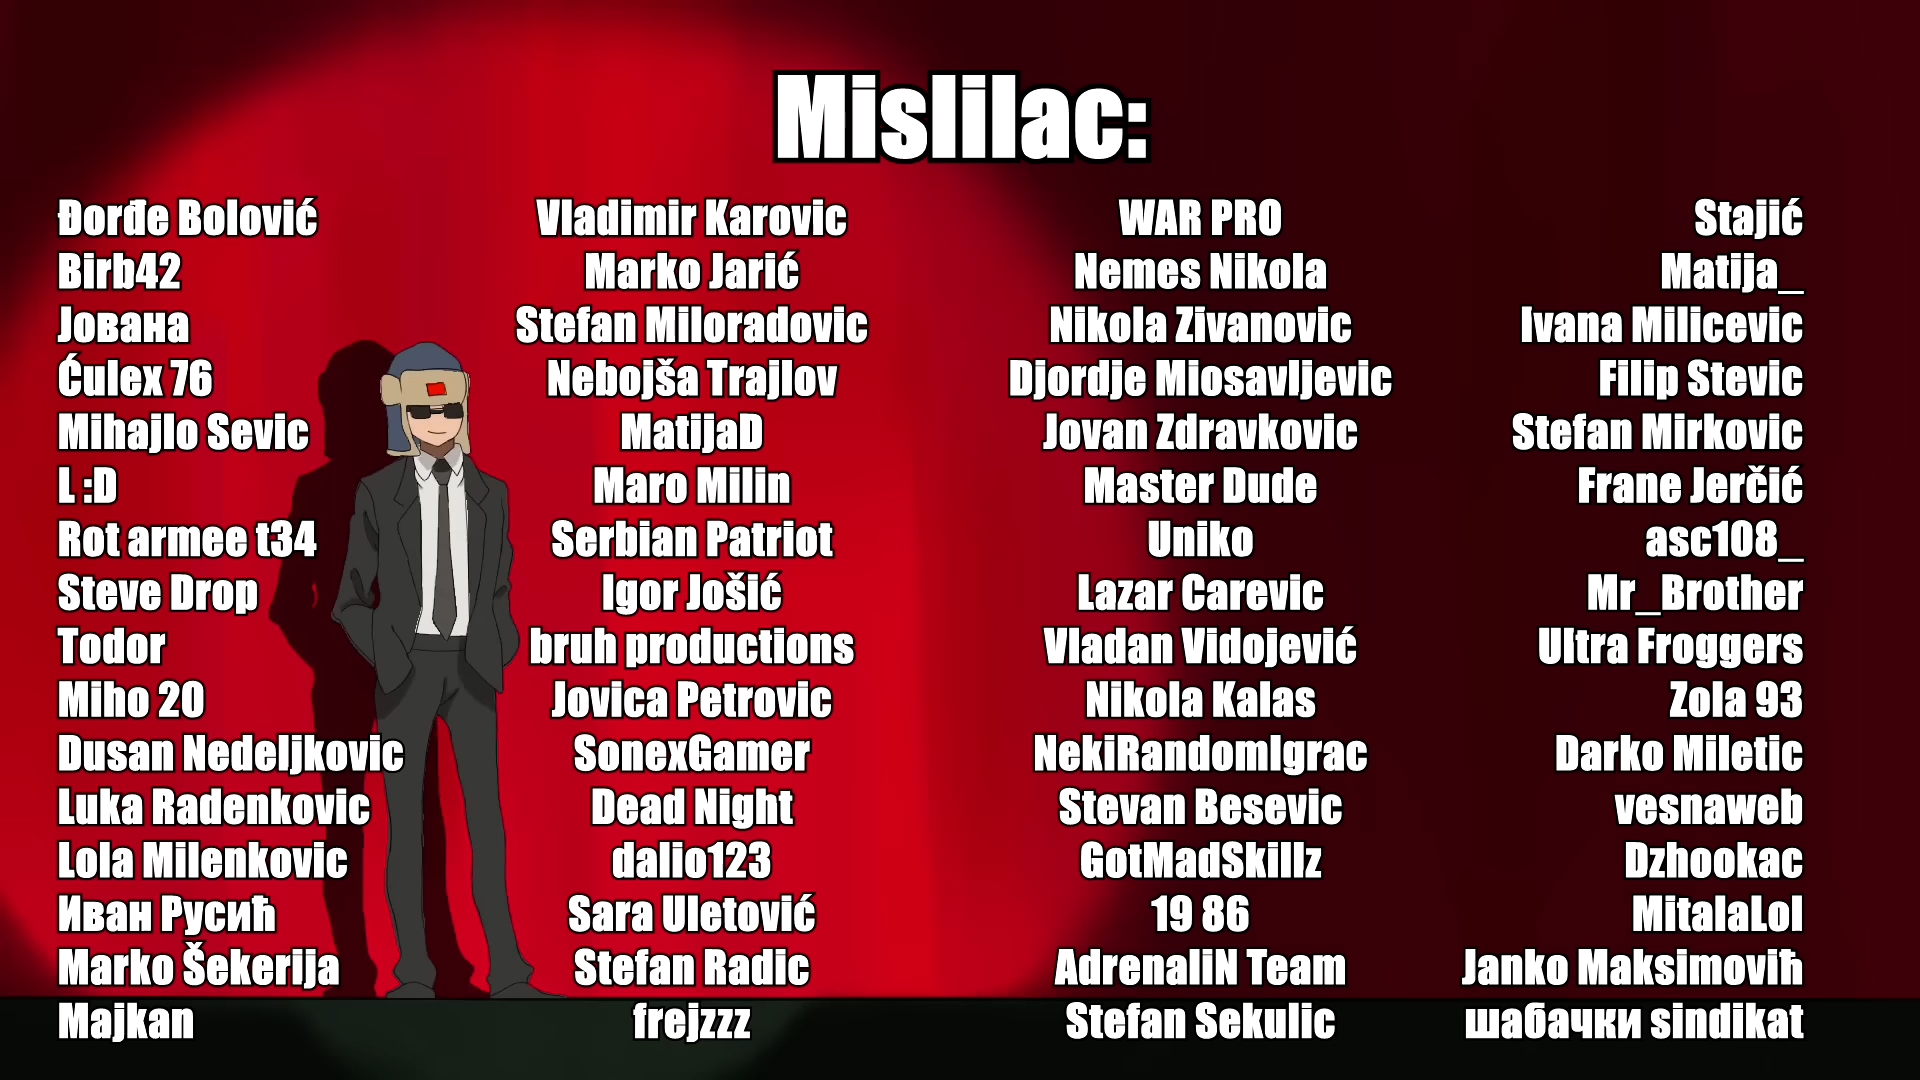 Mislilac:
Đorđe Bolović
Birb42
Јована
Ćulex 76
Mihajlo Sevic
L :D
Rot armee t34
Steve Drop
Todor
Miho 20
Dusan Nedeljkovic
Luka Radenkovic
Lola Milenkovic
Иван Русић
Marko Šekerija
Majkan
Vladimir Karovic
Marko Jarić
Stefan Miloradovic
Nebojša Trajlov
MatijaD
Maro Milin
Serbian Patriot
Igor Jošić
bruh productions
Jovica Petrovic
SonexGamer
Dead Night
dalio123
Sara Uletović
Stefan Radic
frejzzz
WAR PRO
Nemes Nikola
Nikola Zivanovic
Djordje Miosavljevic
Jovan Zdravkovic
Master Dude
Uniko
Lazar Carevic
Vladan Vidojević
Nikola Kalas
NekiRandomIgrac
Stevan Besevic
GotMadSkillz
19 86
AdrenaliN Team
Stefan Sekulic
Stajić
Matija_
Ivana Milicevic
Filip Stevic
Stefan Mirkovic
Frane Jerčić
asc108_
Mr_Brother
Ultra Froggers
Zola 93
Darko Miletic
vesnaweb
Dzhookac
MitalaLol
Janko Maksimoviћ
шабачки sindikat